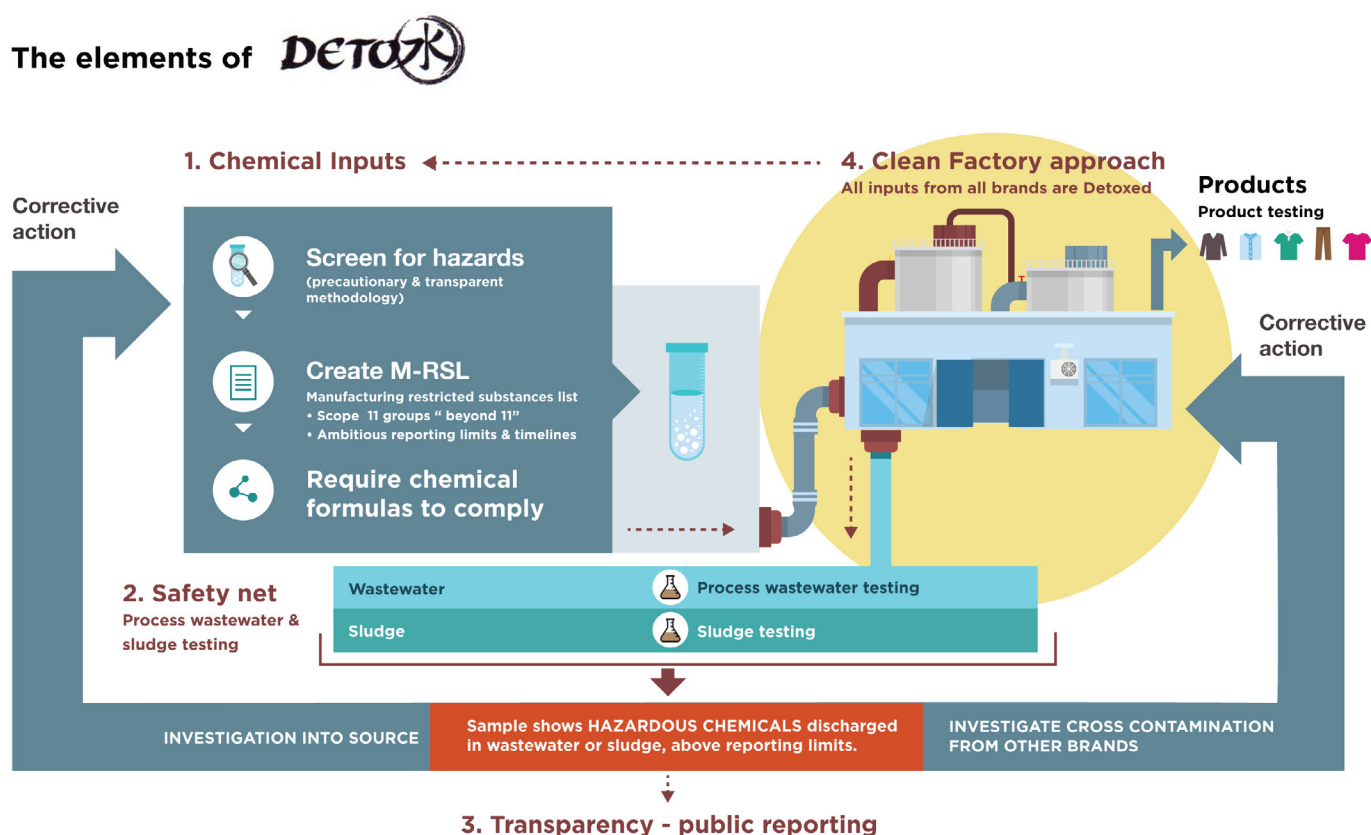 The elements of DETOX
1. Chemical Inputs
4. Clean Factory approach
All inputs from all brands are Detoxed
Products
Product testing
Corrective
action
Screen for hazards
(precautionary & transparent
methodology)
Create M-RSL
Manufacturing restricted substances list
• Scope 11 groups “ beyond 11”
• Ambitious reporting limits & timelines
Require chemical
formulas to comply
Corrective
action
2. Safety net
Process wastewater &
sludge testing
Wastewater
Process wastewater testing
Sludge
Sludge testing
INVESTIGATION INTO SOURCE
Sample shows HAZARDOUS CHEMICALS discharged
in wastewater or sludge, above reporting limits.
INVESTIGATE CROSS CONTAMINATION
FROM OTHER BRANDS
3. Transparency - public reporting